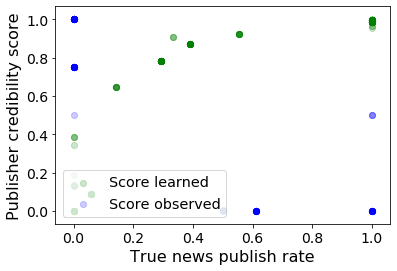 Publisher credibility score
1.0
0.8
0.6
0.4
0.2
0.0
Score learned
Score observed
0.0 0.2 0.4 0.6 0.8 1.0
True news publish rate